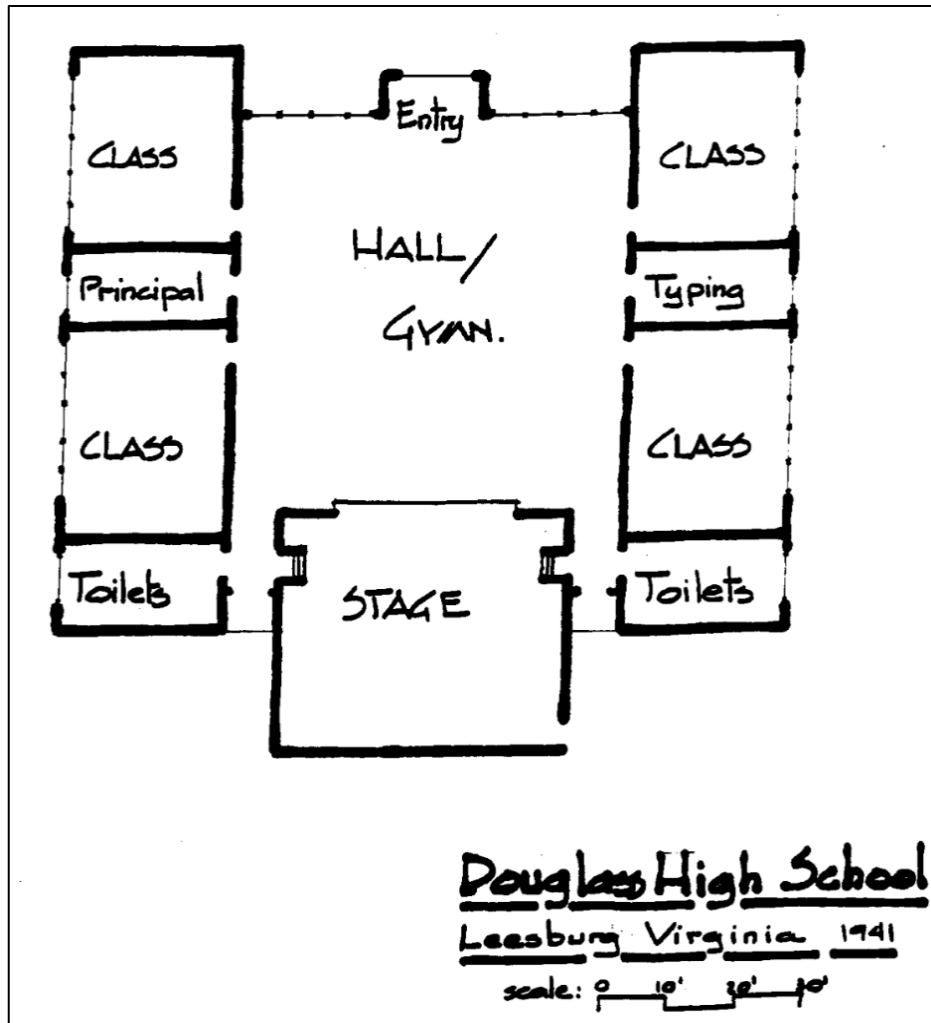 Entry
CLASS CLASS
HALL/
GYMN.
Principal Typing
CLASS CLASS
Toilets STAGE Toilets
Douglass High School
Leesburg Virginia 1941
scale: 0 10' 20' 30'